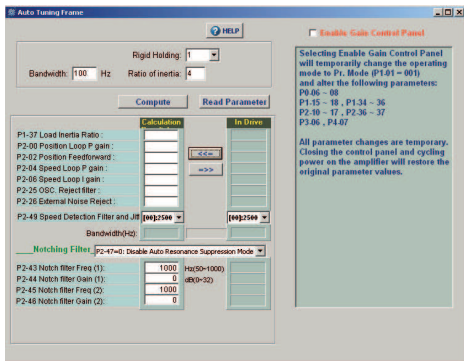 Auto Tuning Frame
HELP
Enable Gain Control Panel
Rigid Holding: 1
Bandwidth: 100 Hz Ratio of inertia: 4
Compute Read Parameter
Calculation In Drive
P1-37 Load Inertia Ratio :
P2-00 Position Loop P gain :
P2-02 Position Feedforward :
P2-04 Speed Loop P gain :
P2-06 Speed Loop I gain :
P2-25 OSC. Reject filter :
P2-26 External Noise Reject :
<<=
=>>
P2-49 Speed Detection Filter and Jitt [00]:2500 [00]:2500
Bandwidth(Hz):
Notching Filter P2-47=0: Disable Auto Resonance Suppression Mode
P2-43 Notch filter Freq (1): 1000 Hz(50~1000)
P2-44 Notch filter Gain (1): 0 dB(0~32)
P2-45 Notch filter Freq (2): 1000
P2-46 Notch filter Gain (2): 0
Selecting Enable Gain Control Panel
will temporarily change the operating
mode to Pr. Mode (P1-01 = 001)
and alter the following parameters:
P0-06 ~ 08
P1-15 ~ 18 , P1-34 ~ 36
P2-10 ~ 17 , P2-36 ~ 37
P3-06 , P4-07
All parameter changes are temporary.
Closing the control panel and cycling
power on the amplifier will restore the
original parameter values.